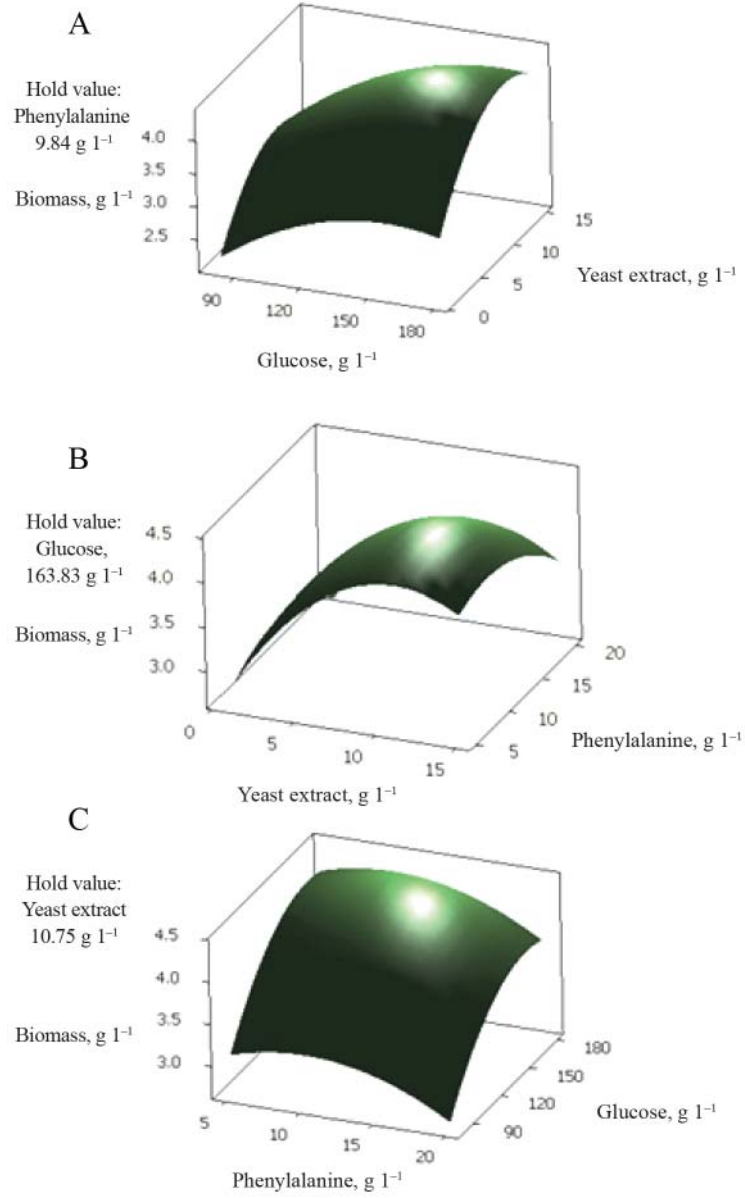 A
Hold value:
Phenylalanine
9.84 g l⁻¹
Biomass, g l⁻¹
4.0
3.5
3.0
2.5
90
120
150
180
Glucose, g l⁻¹
0
5
10
15
Yeast extract, g l⁻¹
B
Hold value:
Glucose,
163.83 g l⁻¹
Biomass, g l⁻¹
4.5
4.0
3.5
3.0
0
5
10
15
Yeast extract, g l⁻¹
5
10
15
20
Phenylalanine, g l⁻¹
C
Hold value:
Yeast extract
10.75 g l⁻¹
Biomass, g l⁻¹
4.5
4.0
3.5
3.0
5
10
15
20
Phenylalanine, g l⁻¹
90
120
150
180
Glucose, g l⁻¹